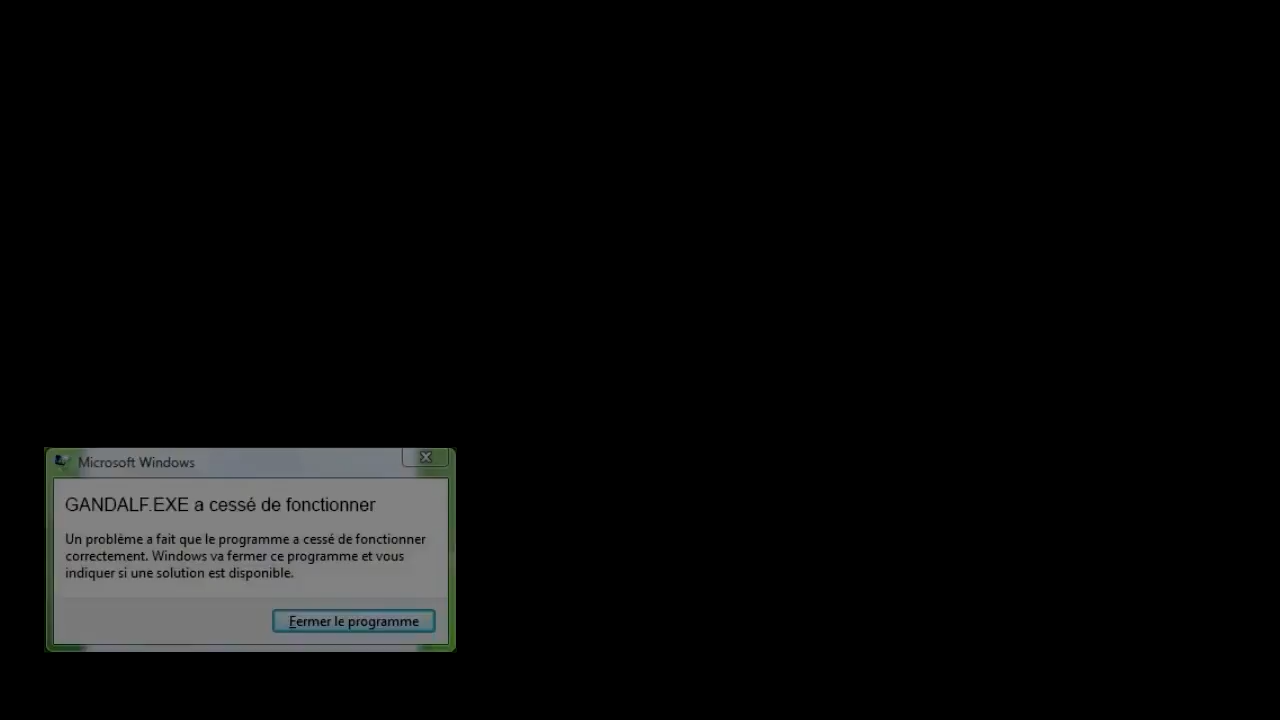 Microsoft Windows
GANDALF.EXE a cessé de fonctionner
Un problème a fait que le programme a cessé de fonctionner
correctement. Windows va fermer ce programme et vous
indiquer si une solution est disponible.
Fermer le programme